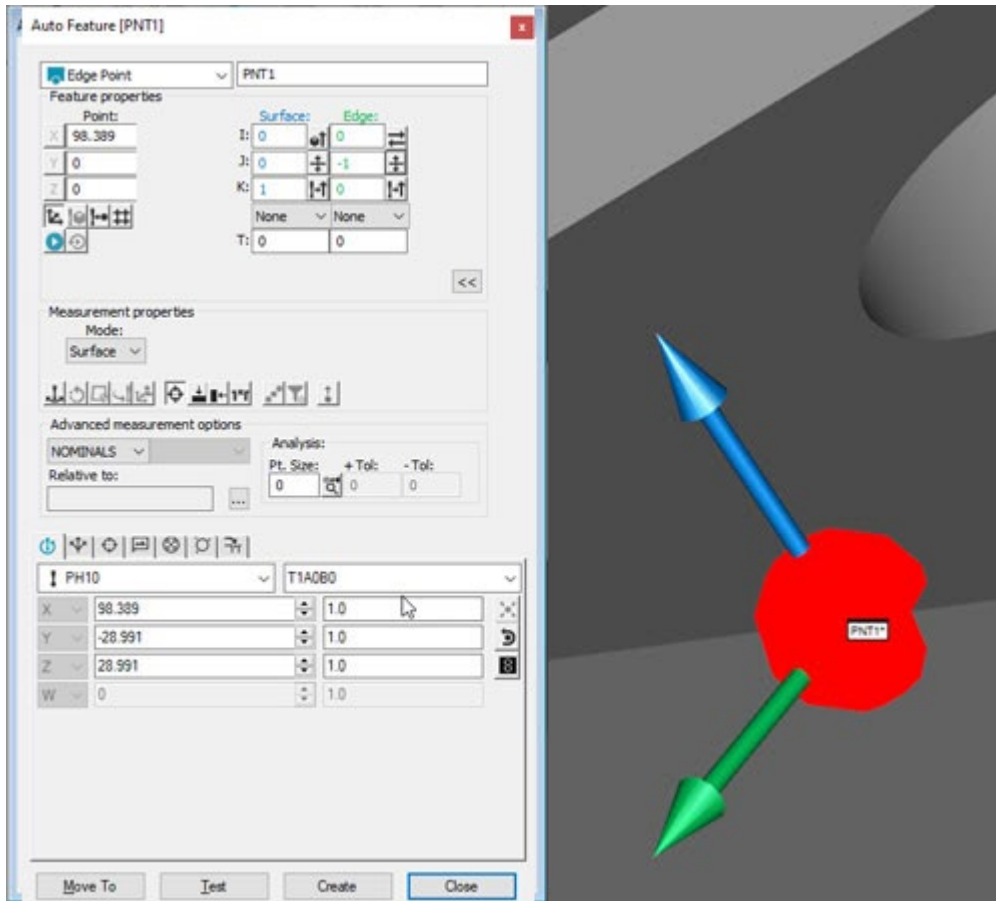 Auto Feature [PNT1]
x
Edge Point PNT1
Feature properties
Point: Surface: Edge:
X 98.389 I: 0 0
Y 0 J: 0 -1
Z 0 K: 1 0
None None
T: 0 0
<<
Measurement properties
Mode:
Surface
Advanced measurement options
NOMINALS
Analysis:
Pt. Size: + Tol: - Tol:
0 0 0
Relative to:
...
PH10 T1A0B0
X 98.389 1.0
Y -28.991 1.0
Z 28.991 1.0
W 0 1.0
PNT1*
Move To Test Create Close